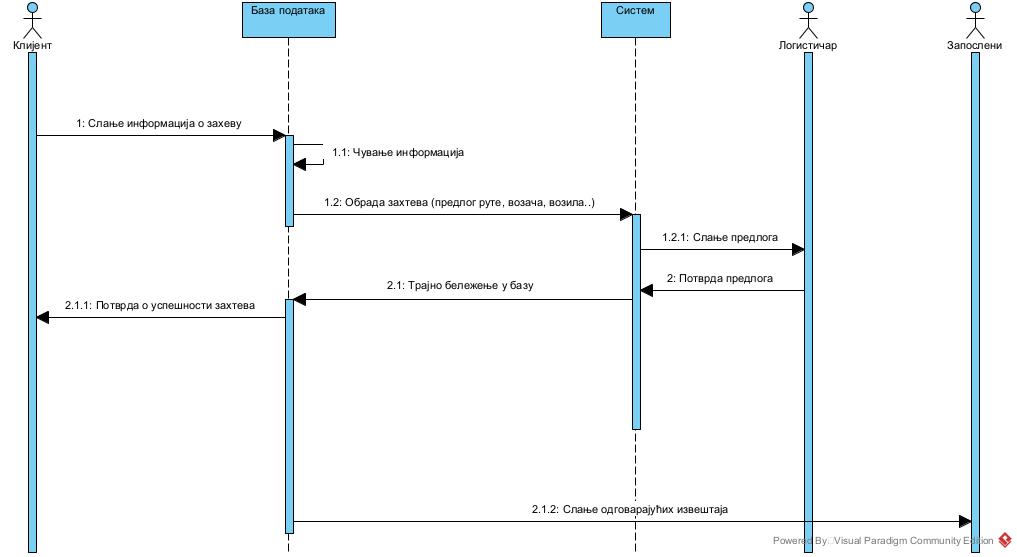 Клијент
База података
Систем
Логистичар
Запослени
1: Слање информација о захеву
1.1: Чување информација
1.2: Обрада захтева (предлог руте, возача, возила..)
1.2.1: Слање предлога
2: Потврда предлога
2.1: Трајно бележење у базу
2.1.1: Потврда о успешности захтева
2.1.2: Слање одговарајућих извештаја
Powered By Visual Paradigm Community Edition